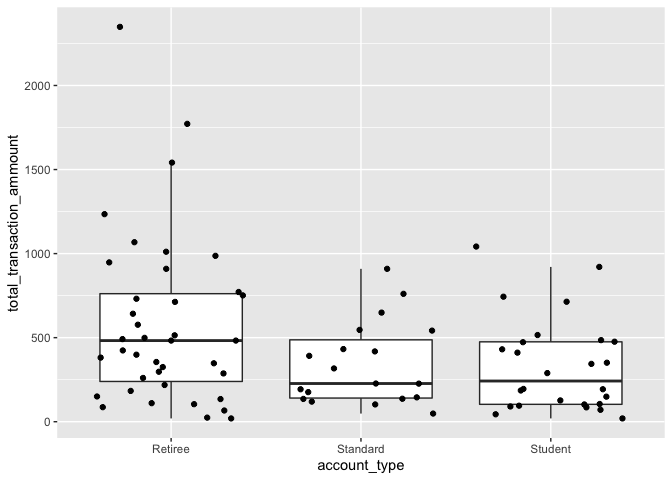 total_transaction_ammount
2000
1500
1000
500
0
Retiree Standard Student
account_type